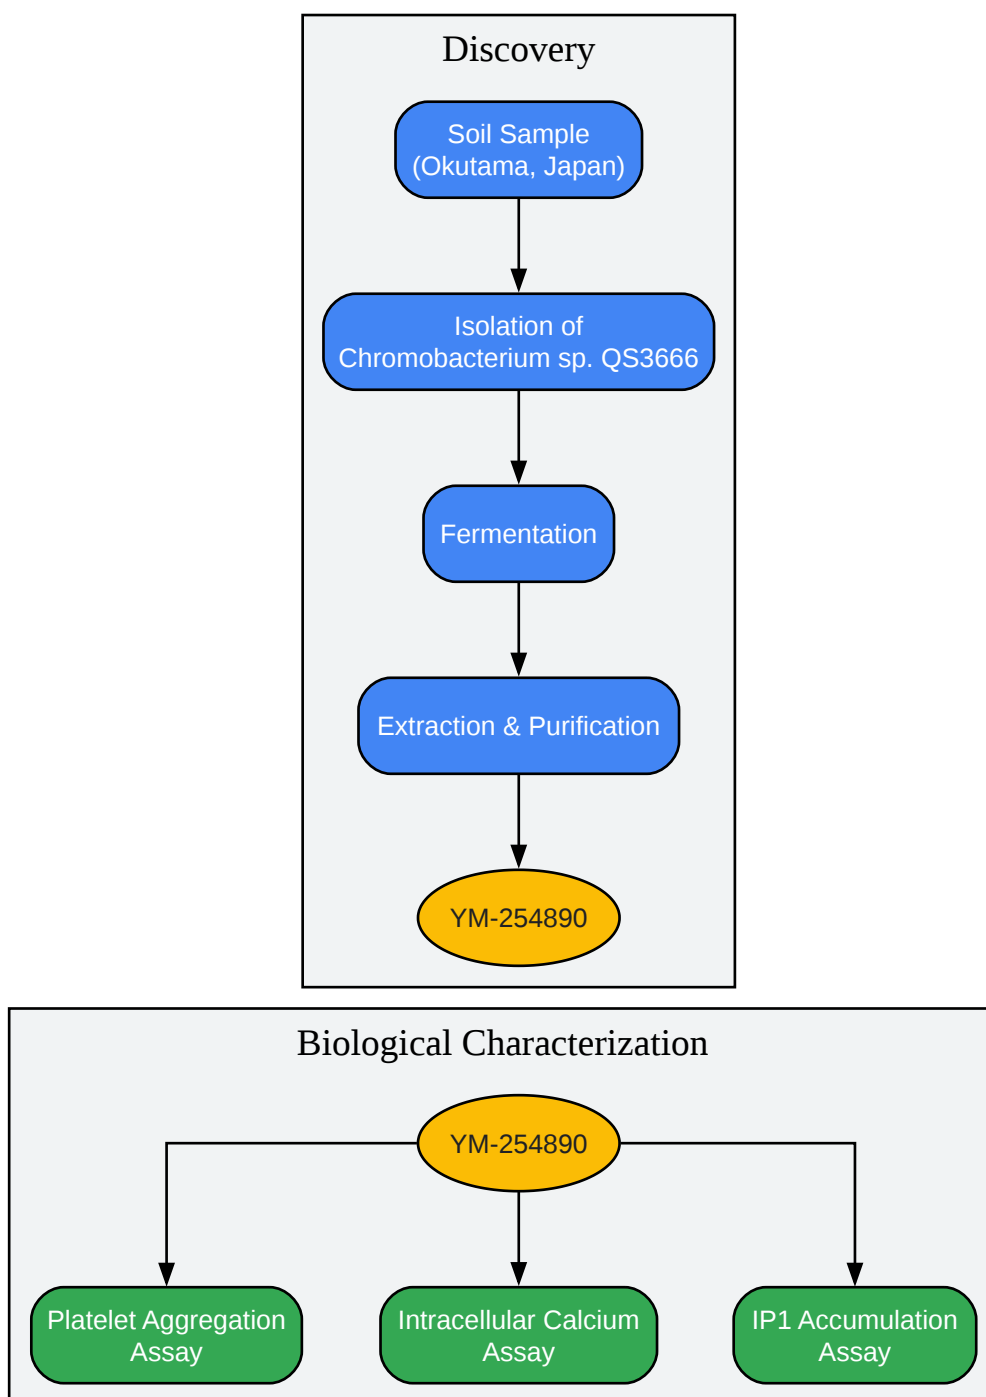 Discovery
Soil Sample
(Okutama, Japan)
Isolation of
Chromobacterium sp. QS3666
Fermentation
Extraction & Purification
YM-254890
Biological Characterization
YM-254890
Platelet Aggregation
Assay
Intracellular Calcium
Assay
IP1 Accumulation
Assay